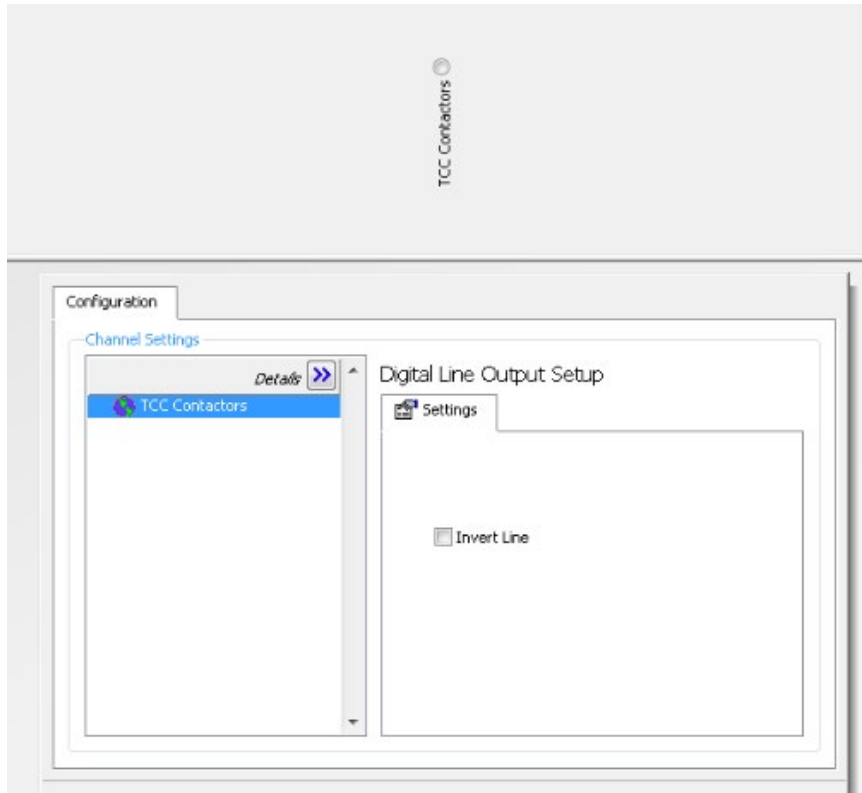 TCC Contactors
Configuration
Channel Settings
Details
TCC Contactors
Digital Line Output Setup
Settings
Invert Line